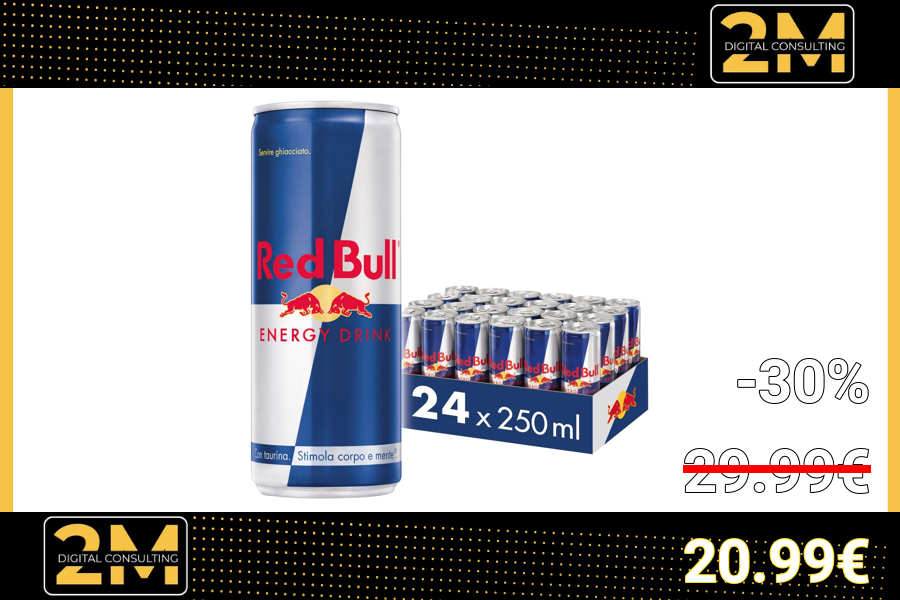 2M
DIGITAL CONSULTING
Servire ghiacciato.
Red Bull
ENERGY DRINK
Con taurina. Stimola corpo e mente®
24 x 250 ml
-30%
29.99€
2M
DIGITAL CONSULTING
20.99€